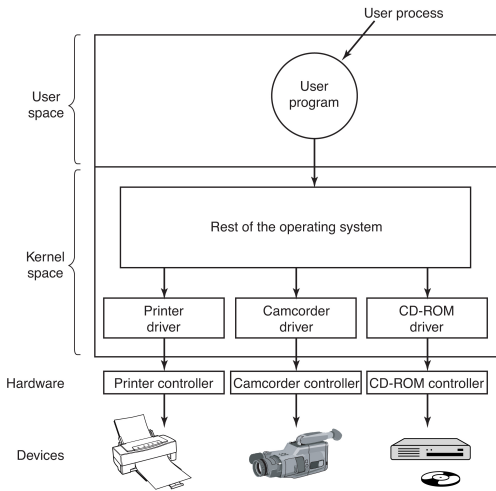 User process
User
space
User
program
Rest of the operating system
Kernel
space
Printer
driver
Camcorder
driver
CD-ROM
driver
Hardware
Printer controller
Camcorder controller
CD-ROM controller
Devices